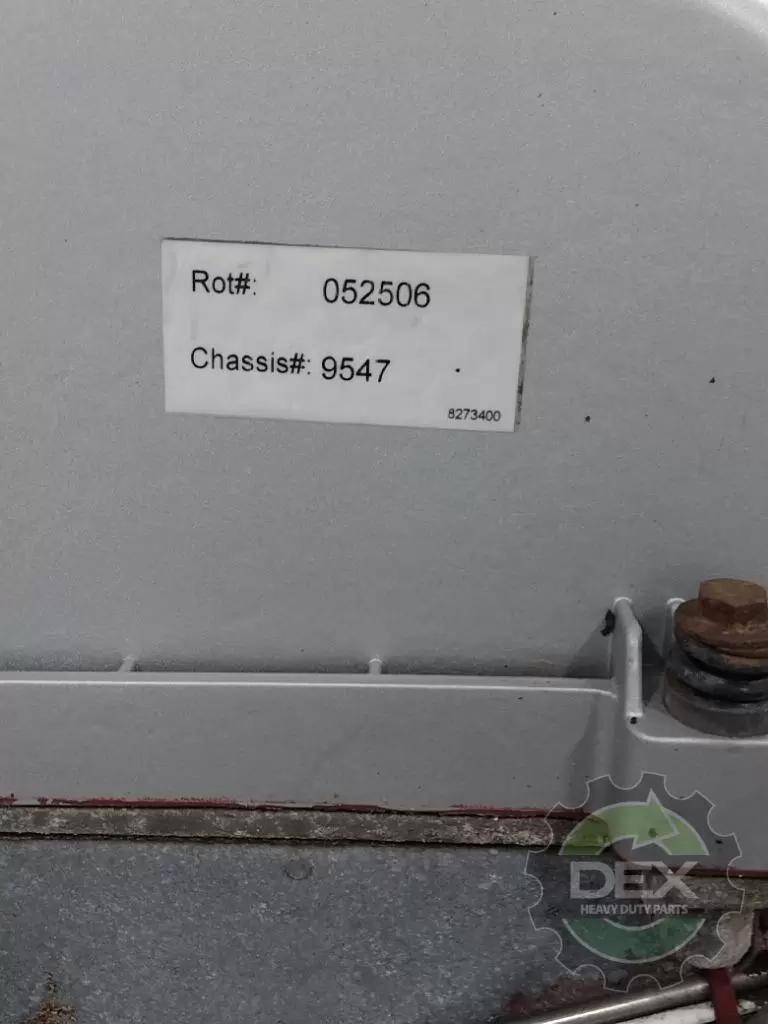 Rot#: 052506
Chassis#: 9547
8273400
DEX
HEAVY DUTY PARTS